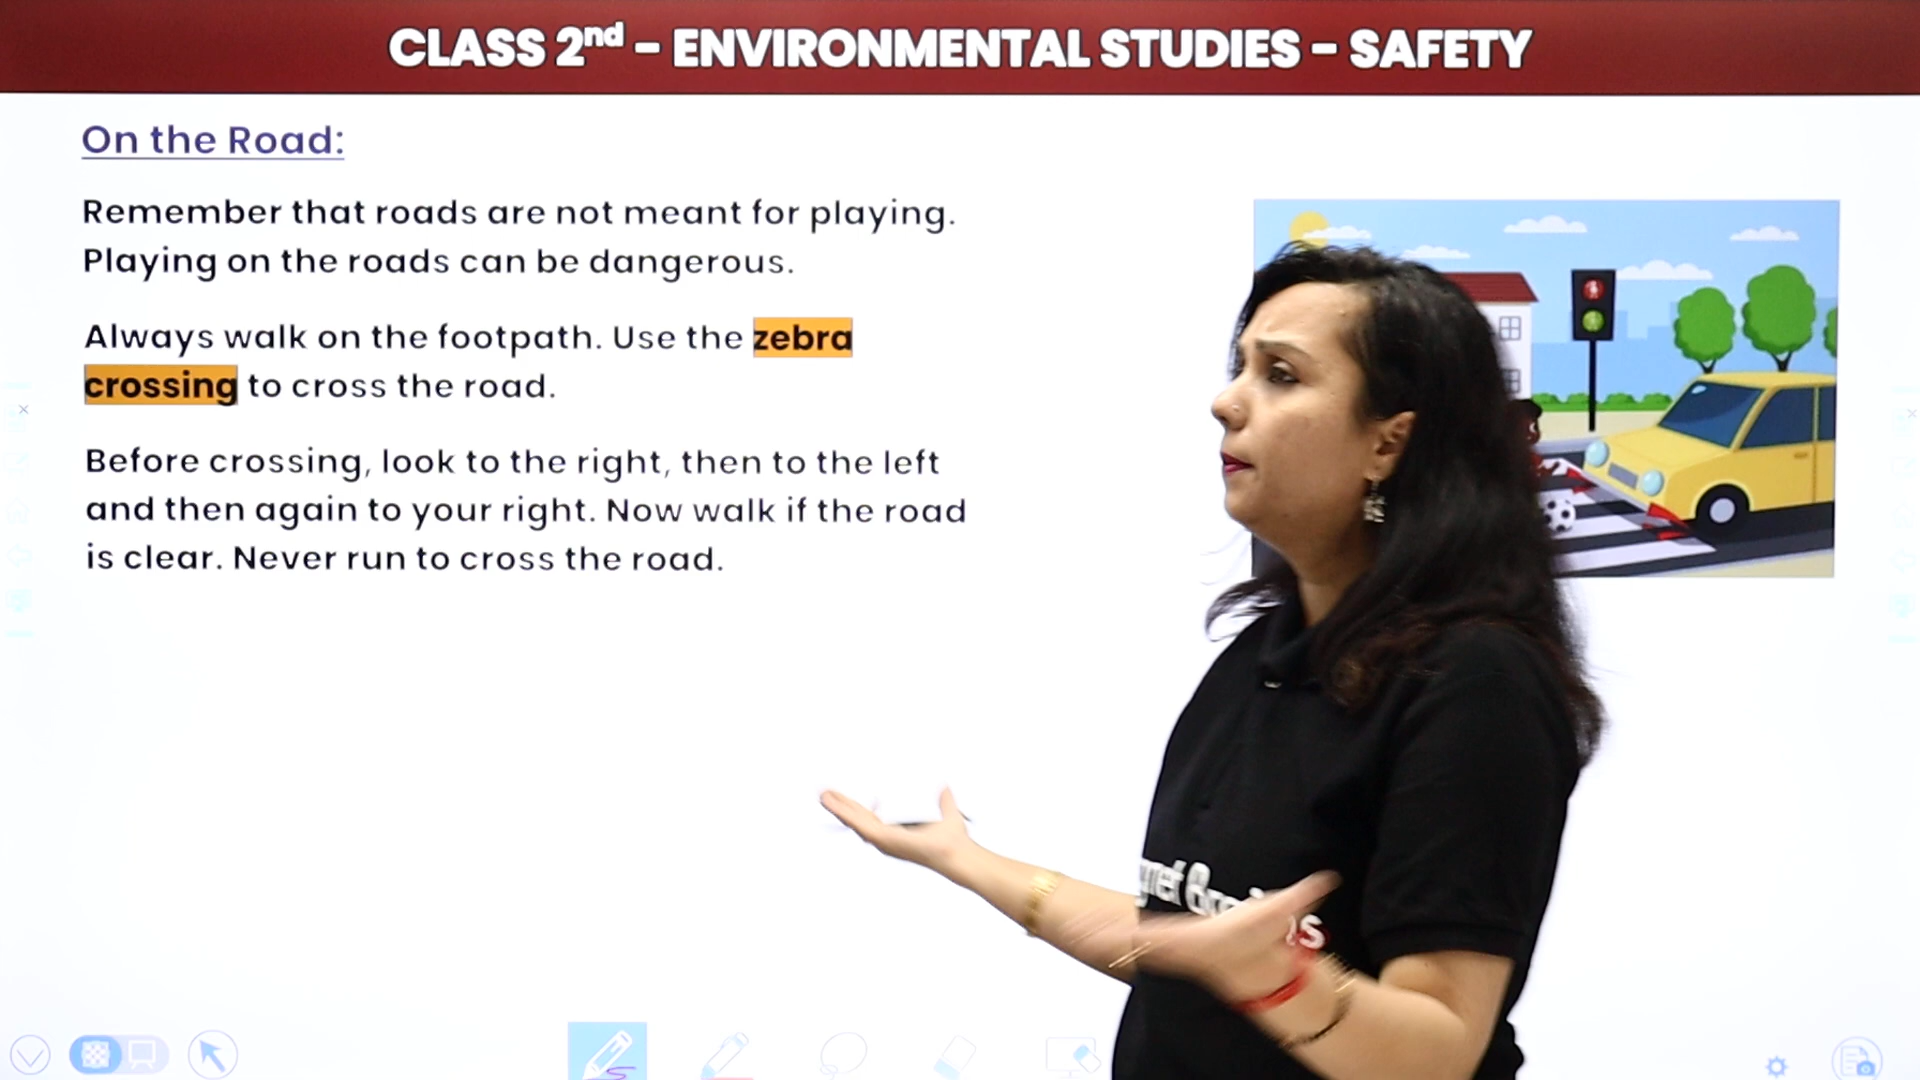 CLASS 2nd - ENVIRONMENTAL STUDIES - SAFETY
On the Road:
Remember that roads are not meant for playing.
Playing on the roads can be dangerous.
Always walk on the footpath. Use the zebra
crossing to cross the road.
Before crossing, look to the right, then to the left
and then again to your right. Now walk if the road
is clear. Never run to cross the road.